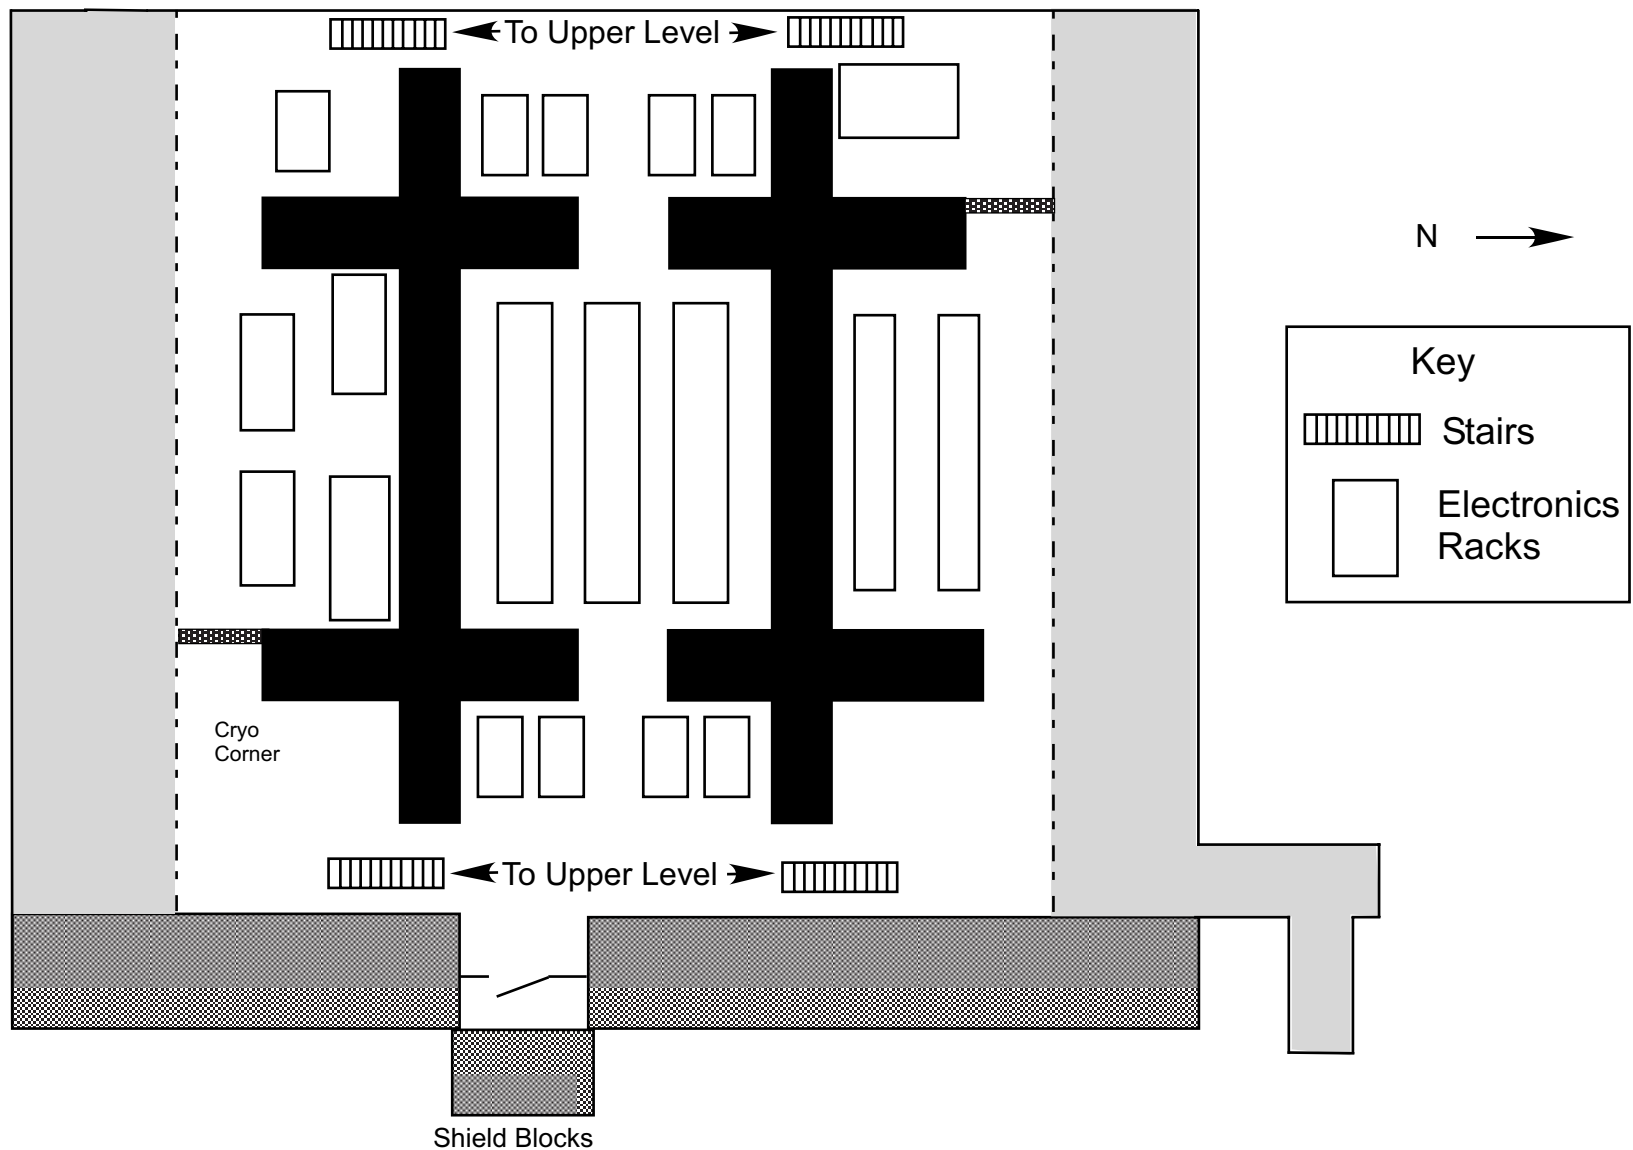 To Upper Level
N
Key
Stairs
Electronics
Racks
Cryo
Corner
To Upper Level
Shield Blocks